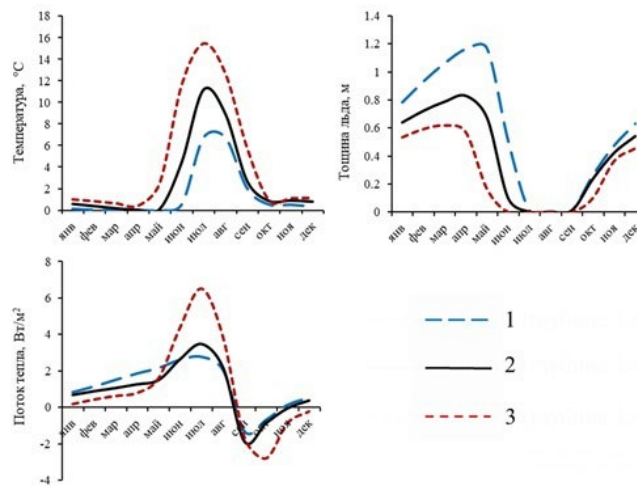 Температура, °С
18
16
14
12
10
8
6
4
2
0
янв
фев
мар
апр
май
июн
июл
авг
сен
окт
ноя
дек
Тощина льда, м
1.4
1.2
1
0.8
0.6
0.4
0.2
0
янв
фев
мар
апр
май
июн
июл
авг
сен
окт
ноя
дек
Поток тепла, Вт/м²
8
6
4
2
0
-2
-4
янв
фев
мар
апр
май
июн
июл
авг
сен
окт
ноя
дек
1
2
3